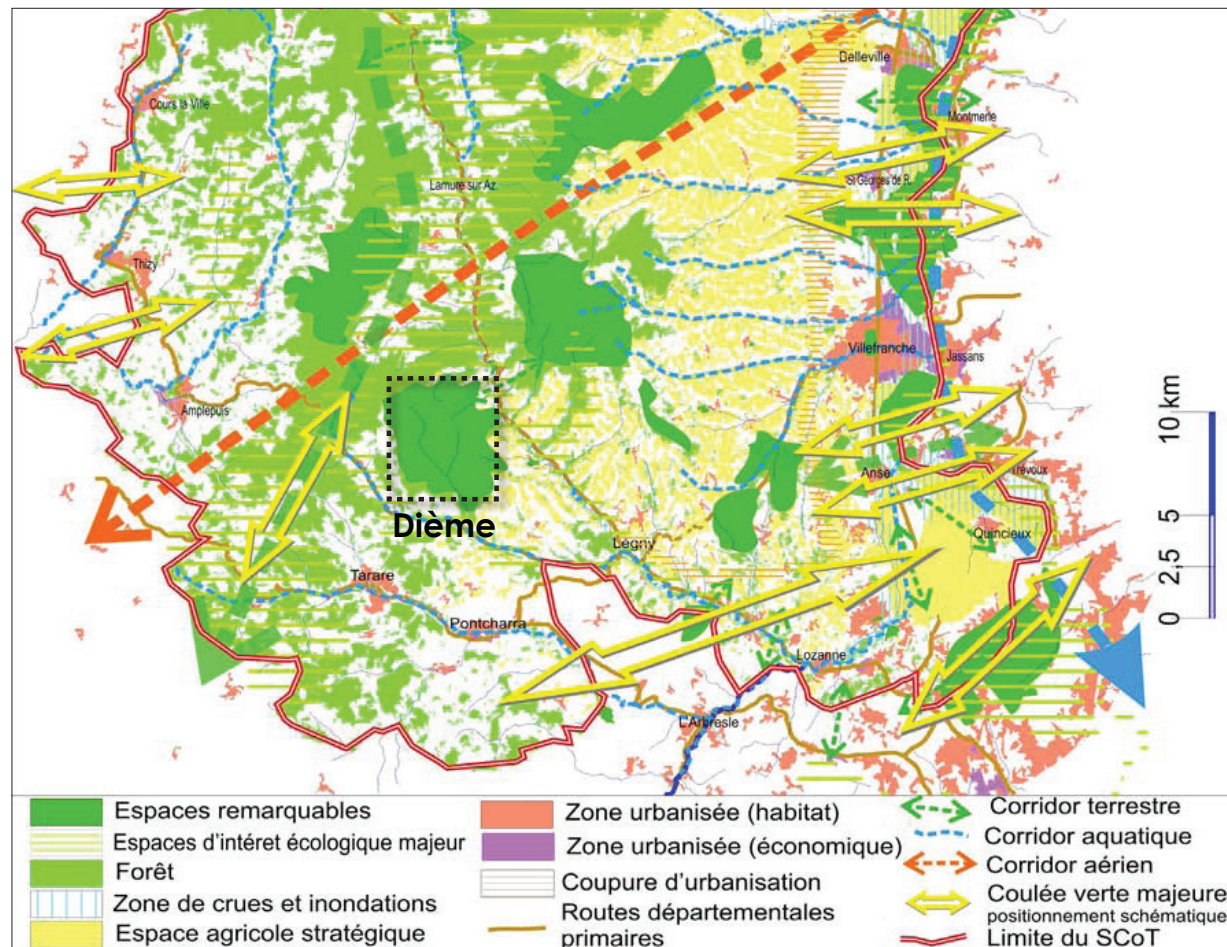 Belleville
Cours la Ville
Montmerle
Lamure sur Az.
St Georges de R.
Thizy
Villefranche
Jassans
Amplepuis
10 km
Anse
Trévoux
Dième
5
Quincieux
Légny
2,5
Tarare
0
Pontcharra
Lozanne
L'Arbresle
Espaces remarquables
Espaces d'intéret écologique majeur
Forêt
Zone de crues et inondations
Espace agricole stratégique
Zone urbanisée (habitat)
Zone urbanisée (économique)
Coupure d'urbanisation
Routes départementales
primaires
Corridor terrestre
Corridor aquatique
Corridor aérien
Coulée verte majeure
positionnement schématique
Limite du SCoT